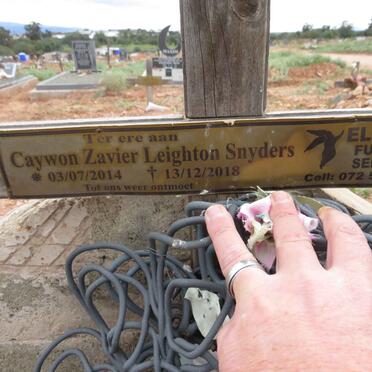 Ter ere aan
Caywon Zavier Leighton Snyders
* 03/07/2014 † 13/12/2018
Tot ons weer ontmoet
EL
FU
SE
Cell: 072